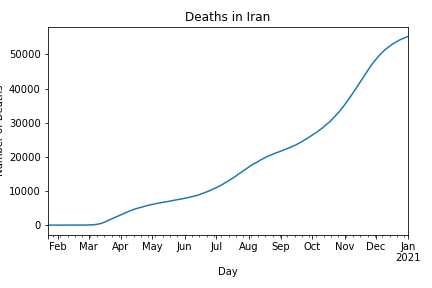 Deaths in Iran
Number of Deaths
50000
40000
30000
20000
10000
0
Feb Mar Apr May Jun Jul Aug Sep Oct Nov Dec Jan
2021
Day